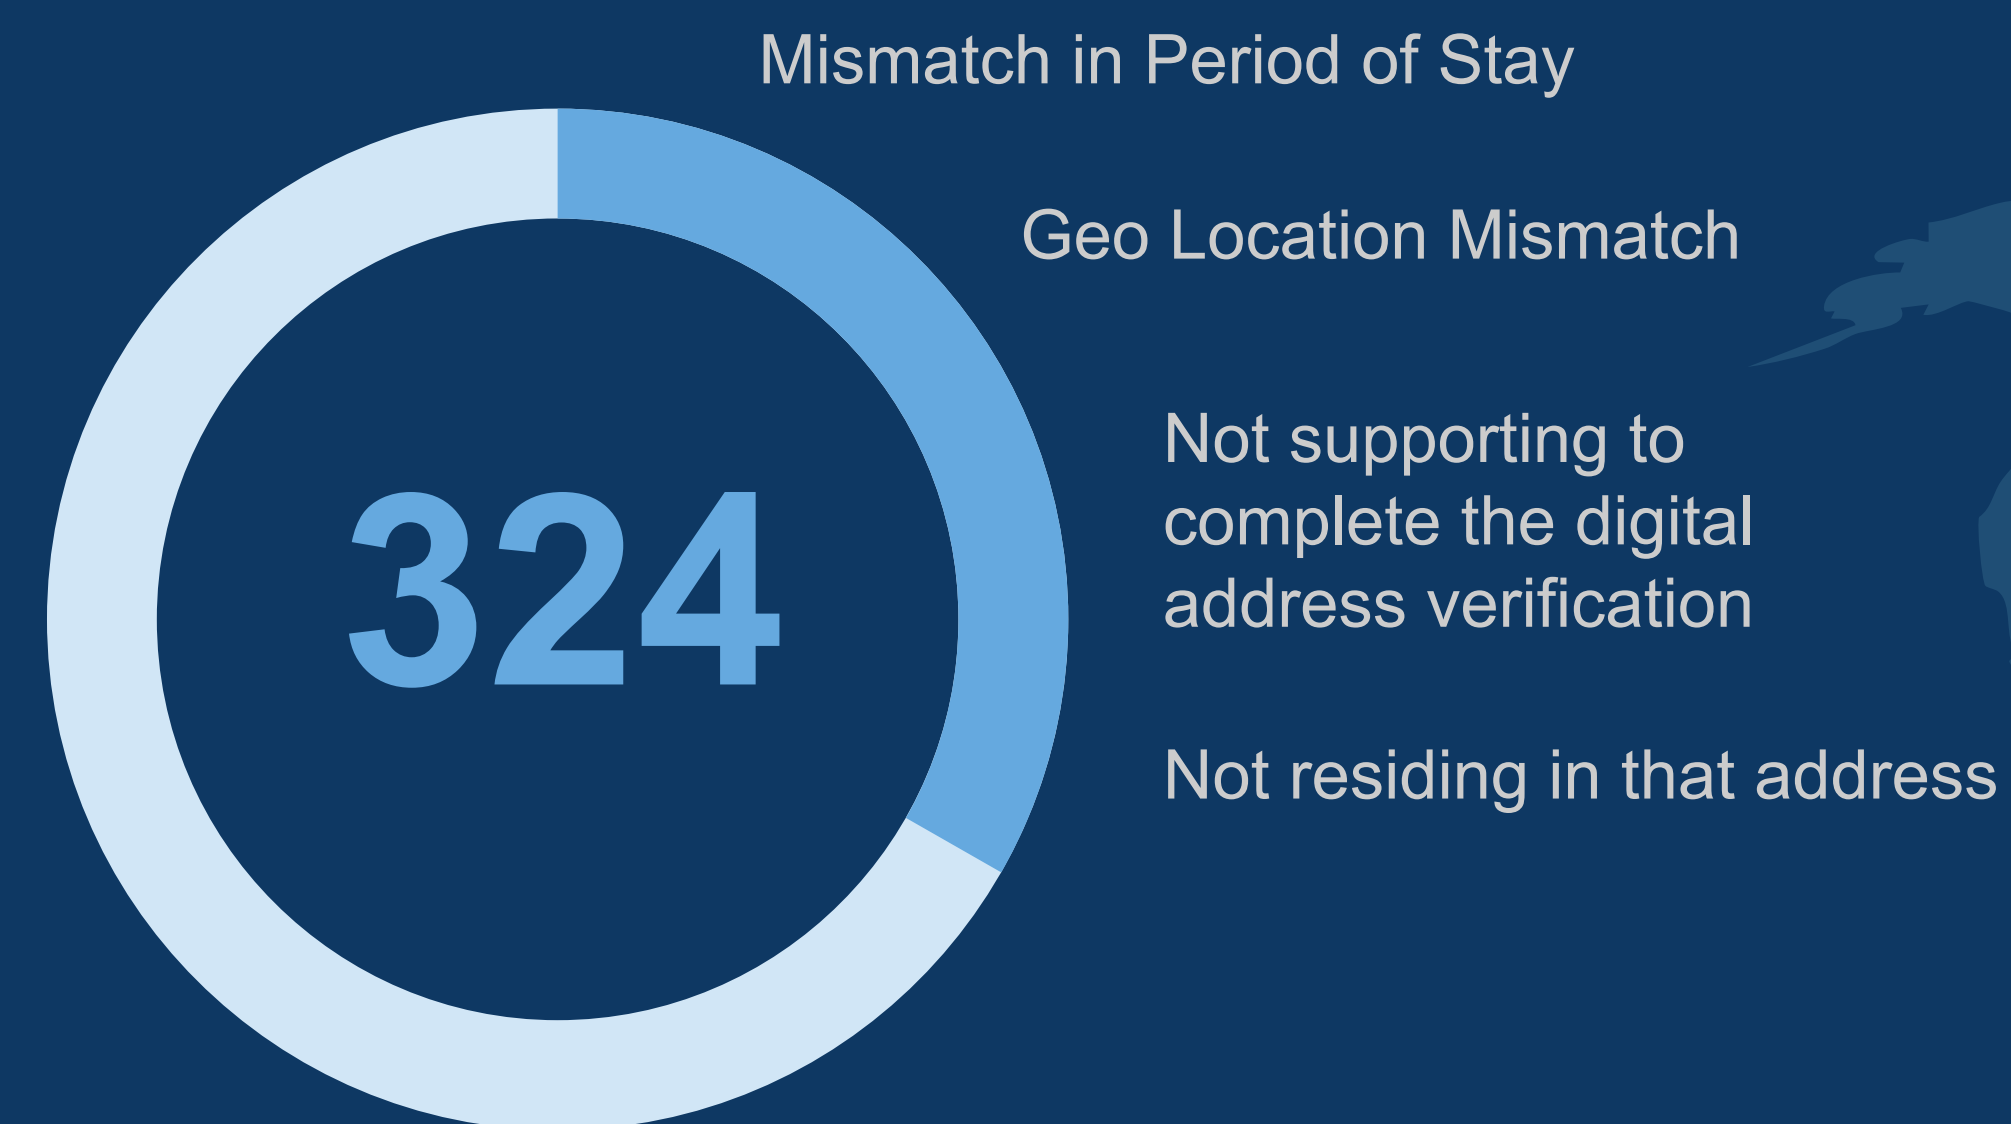 Mismatch in Period of Stay
Geo Location Mismatch
324
Not supporting to
complete the digital
address verification
Not residing in that address